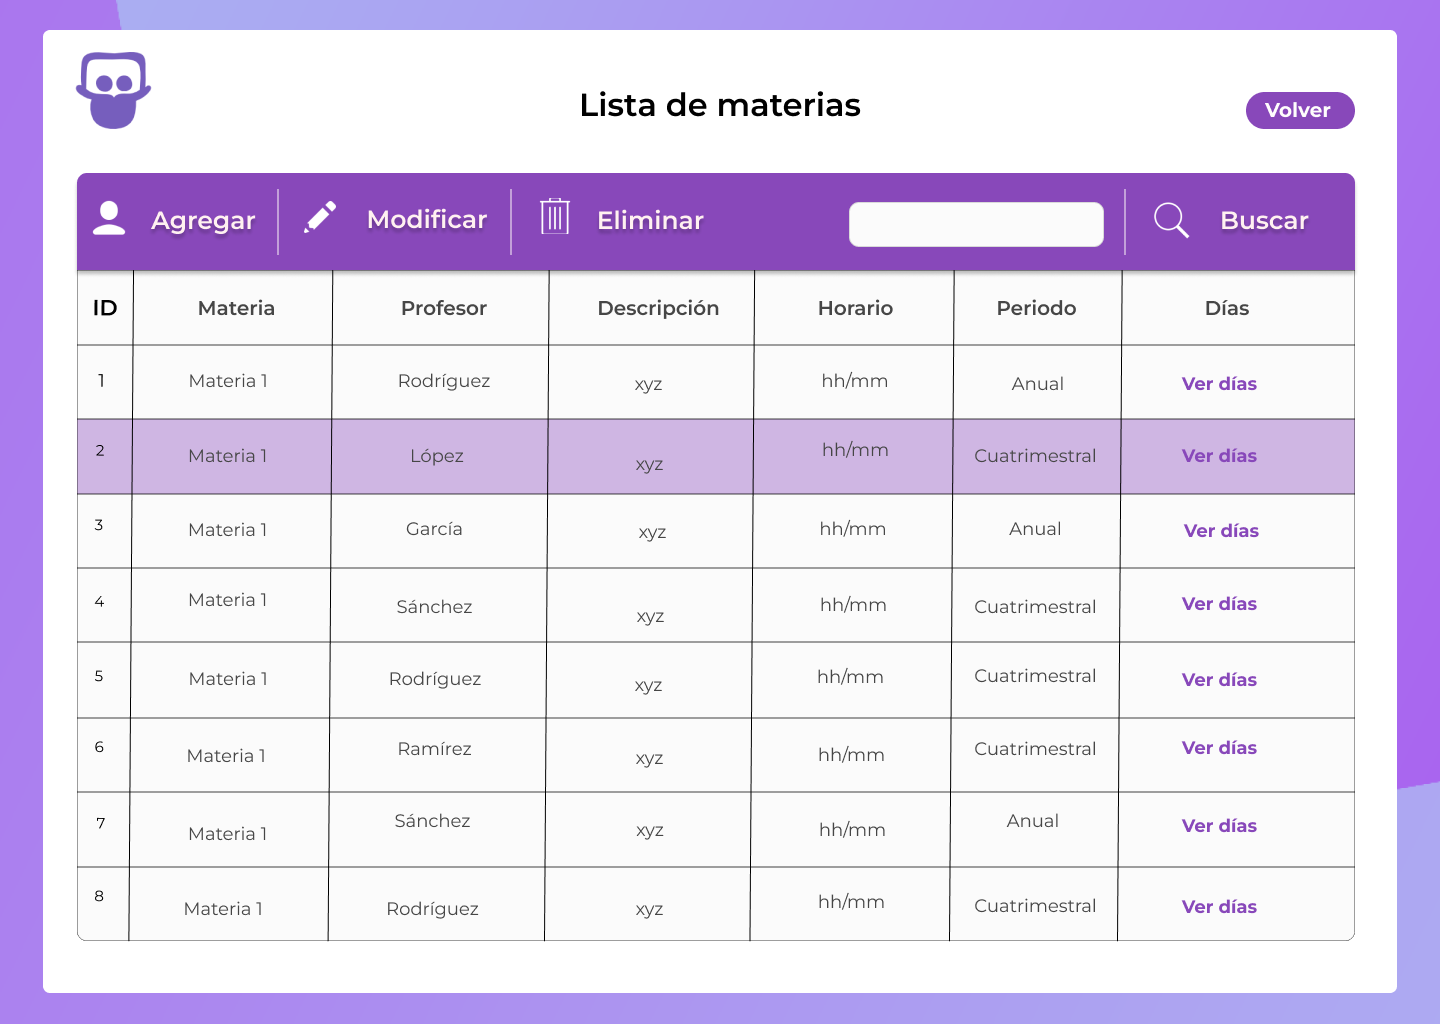 Lista de materias
Volver
Agregar Modificar Eliminar Buscar
ID Materia Profesor Descripción Horario Periodo Días
1 Materia 1 Rodríguez xyz hh/mm Anual Ver días
2 Materia 1 López xyz hh/mm Cuatrimestral Ver días
3 Materia 1 García xyz hh/mm Anual Ver días
4 Materia 1 Sánchez xyz hh/mm Cuatrimestral Ver días
5 Materia 1 Rodríguez xyz hh/mm Cuatrimestral Ver días
6 Materia 1 Ramírez xyz hh/mm Cuatrimestral Ver días
7 Materia 1 Sánchez xyz hh/mm Anual Ver días
8 Materia 1 Rodríguez xyz hh/mm Cuatrimestral Ver días